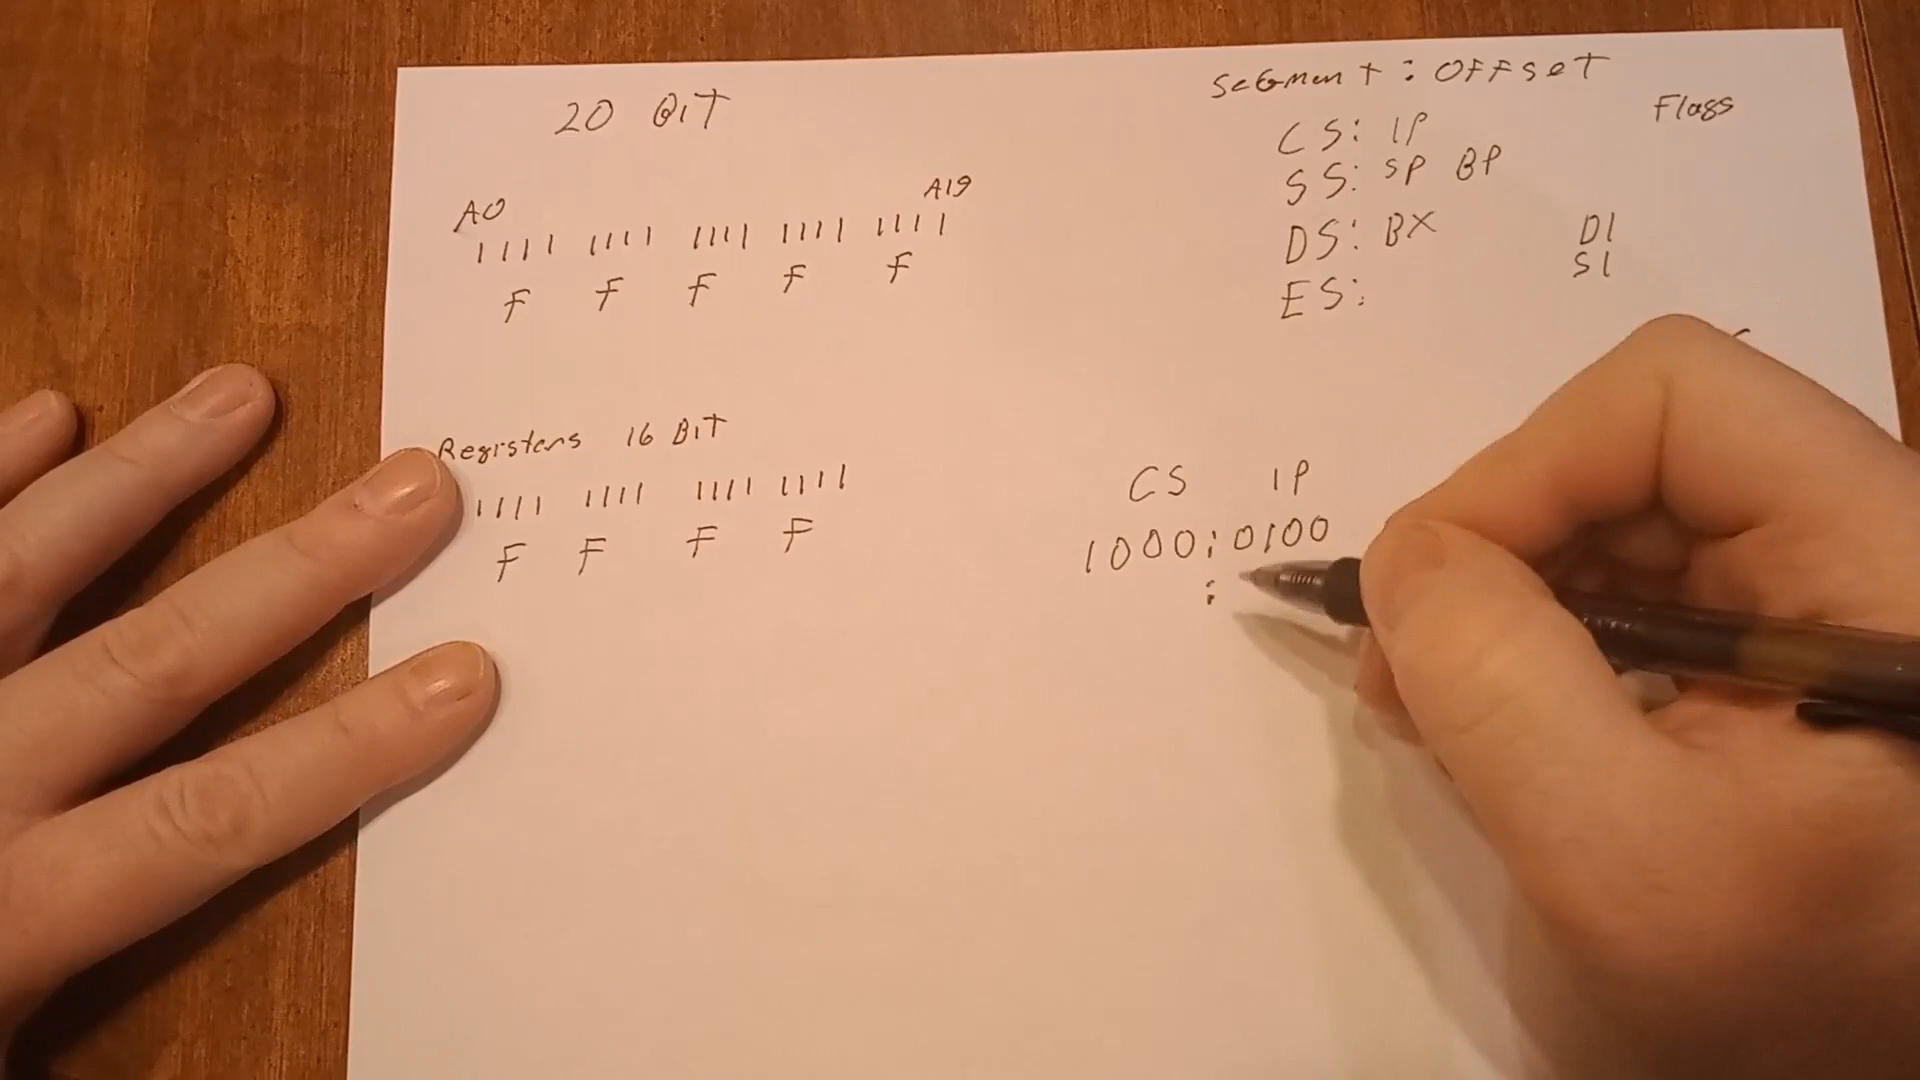 20 BIT
A0 A19
1111 1111 1111 1111 1111
F F F F F
Registers 16 BIT
1111 1111 1111 1111
F F F F
SeGment : OFFset
Flags
CS: IP
SS: SP BP
DS: BX
DI
SI
ES:
CS IP
1000:0100
: